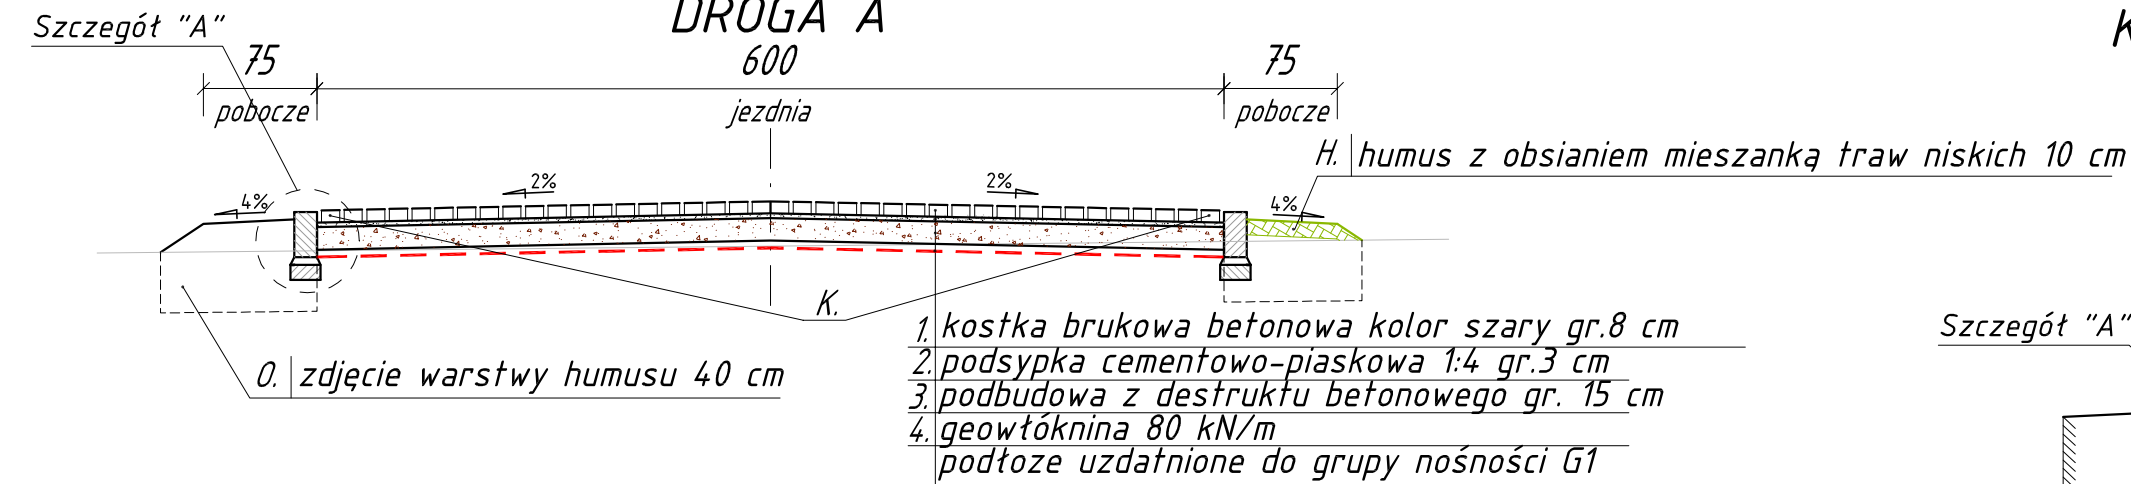 DROGA A
K
Szczegół "A"
75
600
75
pobocze
jezdnia
pobocze
H. humus z obsianiem mieszanką traw niskich 10 cm
2%
2%
4%
4%
K.
1. kostka brukowa betonowa kolor szary gr.8 cm
Szczegół "A"
2. podsypka cementowo-piaskowa 1:4 gr.3 cm
O. zdjęcie warstwy humusu 40 cm
3. podbudowa z destruktu betonowego gr. 15 cm
4. geowłóknina 80 kN/m
podłoze uzdatnione do grupy nośności G1